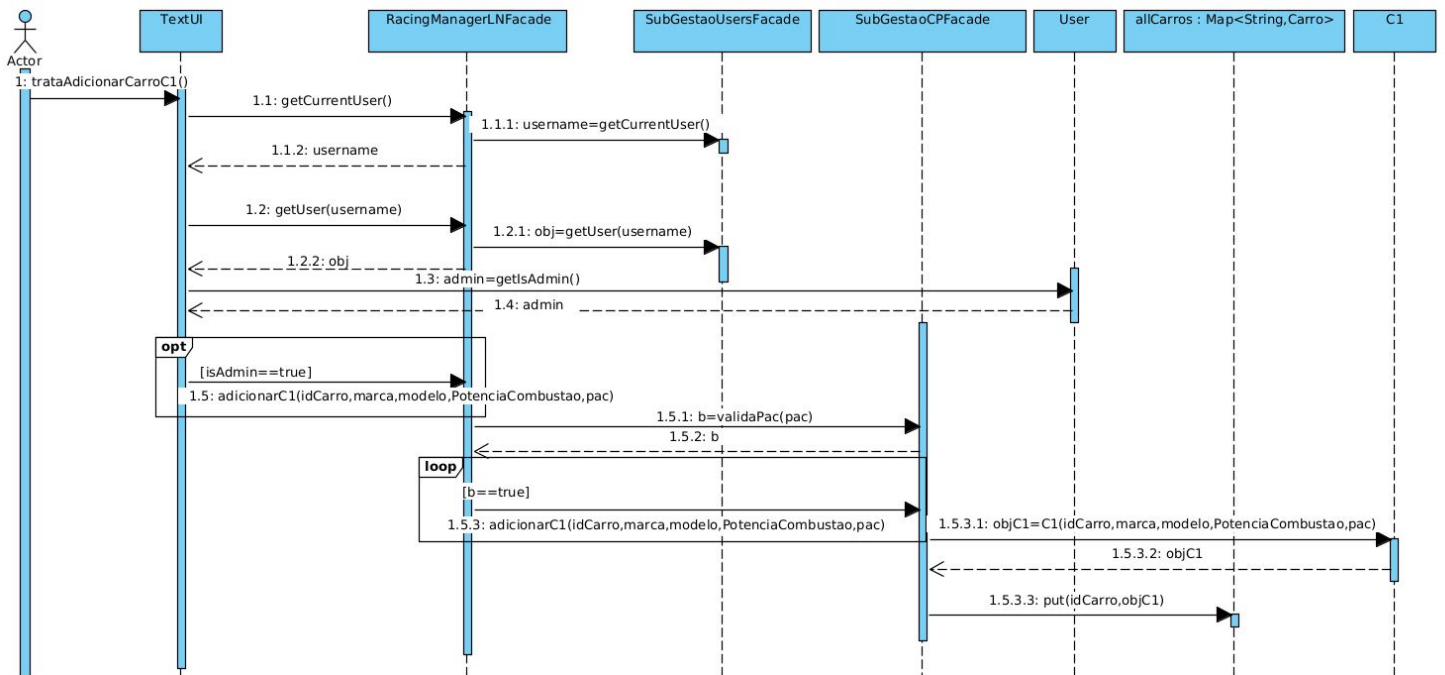 TextUI
RacingManagerLNFacade
SubGestaoUsersFacade
SubGestaoCPFacade
User
allCarros : Map<String,Carro>
C1
Actor
1: trataAdicionarCarroC1()
1.1: getCurrentUser()
1.1.1: username=getCurrentUser()
1.1.2: username
1.2: getUser(username)
1.2.1: obj=getUser(username)
1.2.2: obj
1.3: admin=getIsAdmin()
1.4: admin
opt
[isAdmin==true]
1.5: adicionarC1(idCarro,marca,modelo,PotenciaCombustao,pac)
1.5.1: b=validaPac(pac)
1.5.2: b
loop
[b==true]
1.5.3: adicionarC1(idCarro,marca,modelo,PotenciaCombustao,pac)
1.5.3.1: objC1=C1(idCarro,marca,modelo,PotenciaCombustao,pac)
1.5.3.2: objC1
1.5.3.3: put(idCarro,objC1)